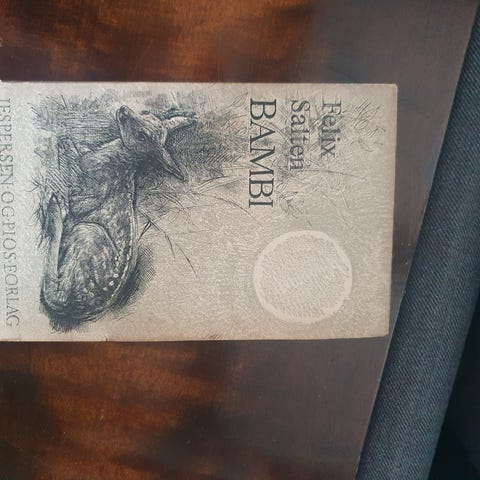 Felix
Salten
BAMBI
JESPERSEN·OG·PIOS·FORLAG